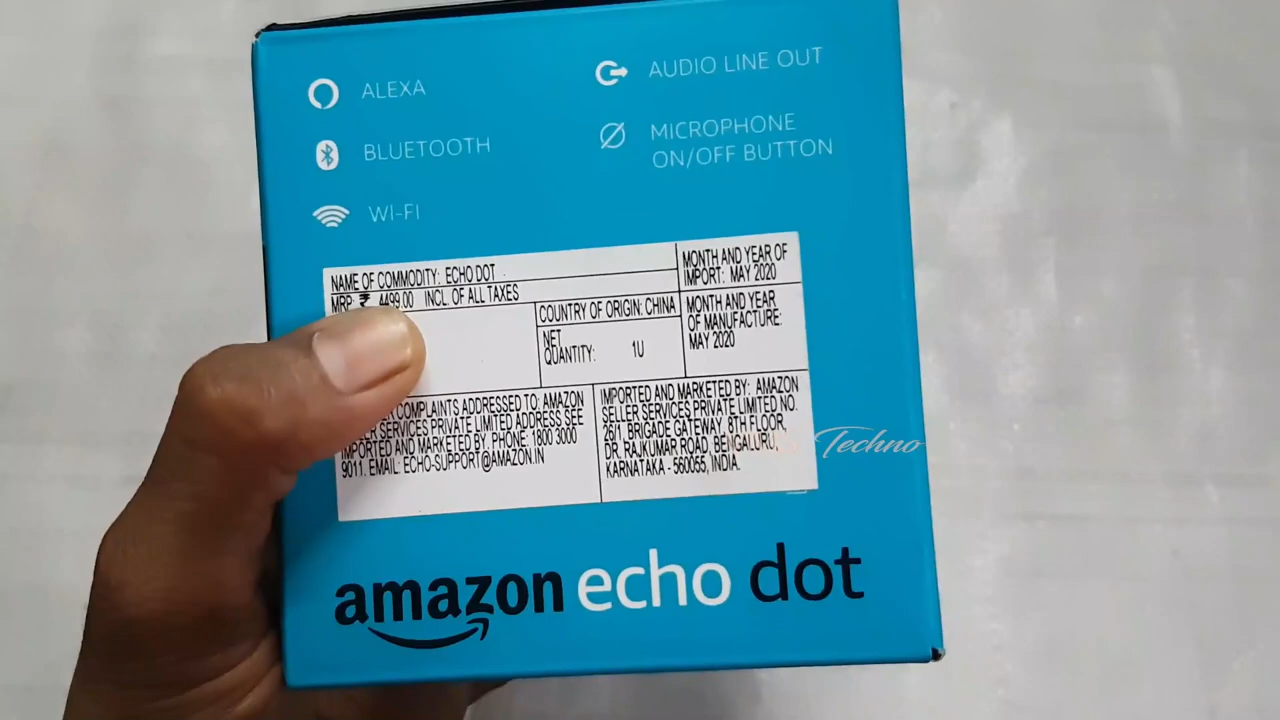 ALEXA
AUDIO LINE OUT
BLUETOOTH
MICROPHONE
ON/OFF BUTTON
WI-FI
NAME OF COMMODITY: ECHO DOT
MRP: ₹ 4499.00 INCL. OF ALL TAXES
MONTH AND YEAR OF
IMPORT: MAY 2020
COUNTRY OF ORIGIN: CHINA
NET
QUANTITY: 1U
MONTH AND YEAR
OF MANUFACTURE:
MAY 2020
COMPLAINTS ADDRESSED TO: AMAZON
SERVICES PRIVATE LIMITED ADDRESS SEE
IMPORTED AND MARKETED BY. PHONE: 1800 3000
9011. EMAIL: ECHO-SUPPORT@AMAZON.IN
IMPORTED AND MARKETED BY: AMAZON
SELLER SERVICES PRIVATE LIMITED NO.
26/1, BRIGADE GATEWAY, 8TH FLOOR,
DR. RAJKUMAR ROAD, BENGALURU,
KARNATAKA - 560055, INDIA.
Techno
amazon echo dot